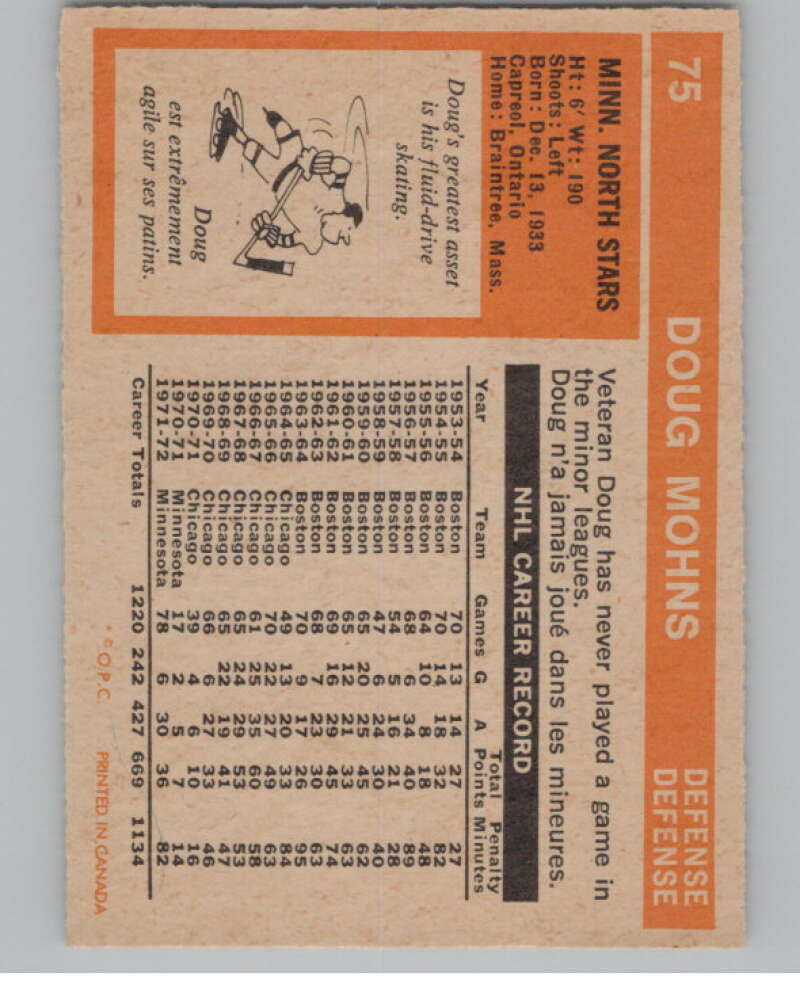 75
DOUG MOHNS
DEFENSE
DEFENSE
MINN. NORTH STARS
Ht: 6' Wt: 190
Shoots: Left
Born: Dec. 13, 1933
Capreol, Ontario
Home: Braintree, Mass.
Doug's greatest asset
is his fluid-drive
skating.
Doug
est extrêmement
agile sur ses patins.
Veteran Doug has never played a game in
the minor leagues.
Doug n'a jamais joué dans les mineures.
NHL CAREER RECORD
Total Penalty
Year Team Games G A Points Minutes
1953-54 Boston 70 13 14 27 27
1954-55 Boston 70 14 18 32 82
1955-56 Boston 64 10 8 18 48
1956-57 Boston 68 6 34 40 89
1957-58 Boston 54 5 16 21 28
1958-59 Boston 47 6 24 30 40
1959-60 Boston 65 20 25 45 62
1960-61 Boston 65 12 21 33 63
1961-62 Boston 69 16 29 45 74
1962-63 Boston 68 7 23 30 63
1963-64 Boston 70 9 17 26 95
1964-65 Chicago 49 13 20 33 84
1965-66 Chicago 70 22 27 49 63
1966-67 Chicago 61 25 35 60 58
1967-68 Chicago 65 24 29 53 53
1968-69 Chicago 65 22 19 41 47
1969-70 Chicago 66 6 27 33 46
1970-71 Chicago 39 4 6 10 16
1970-71 Minnesota 17 2 5 7 14
1971-72 Minnesota 78 6 30 36 82
Career Totals 1220 242 427 669 1134
© O.P.C. PRINTED IN CANADA